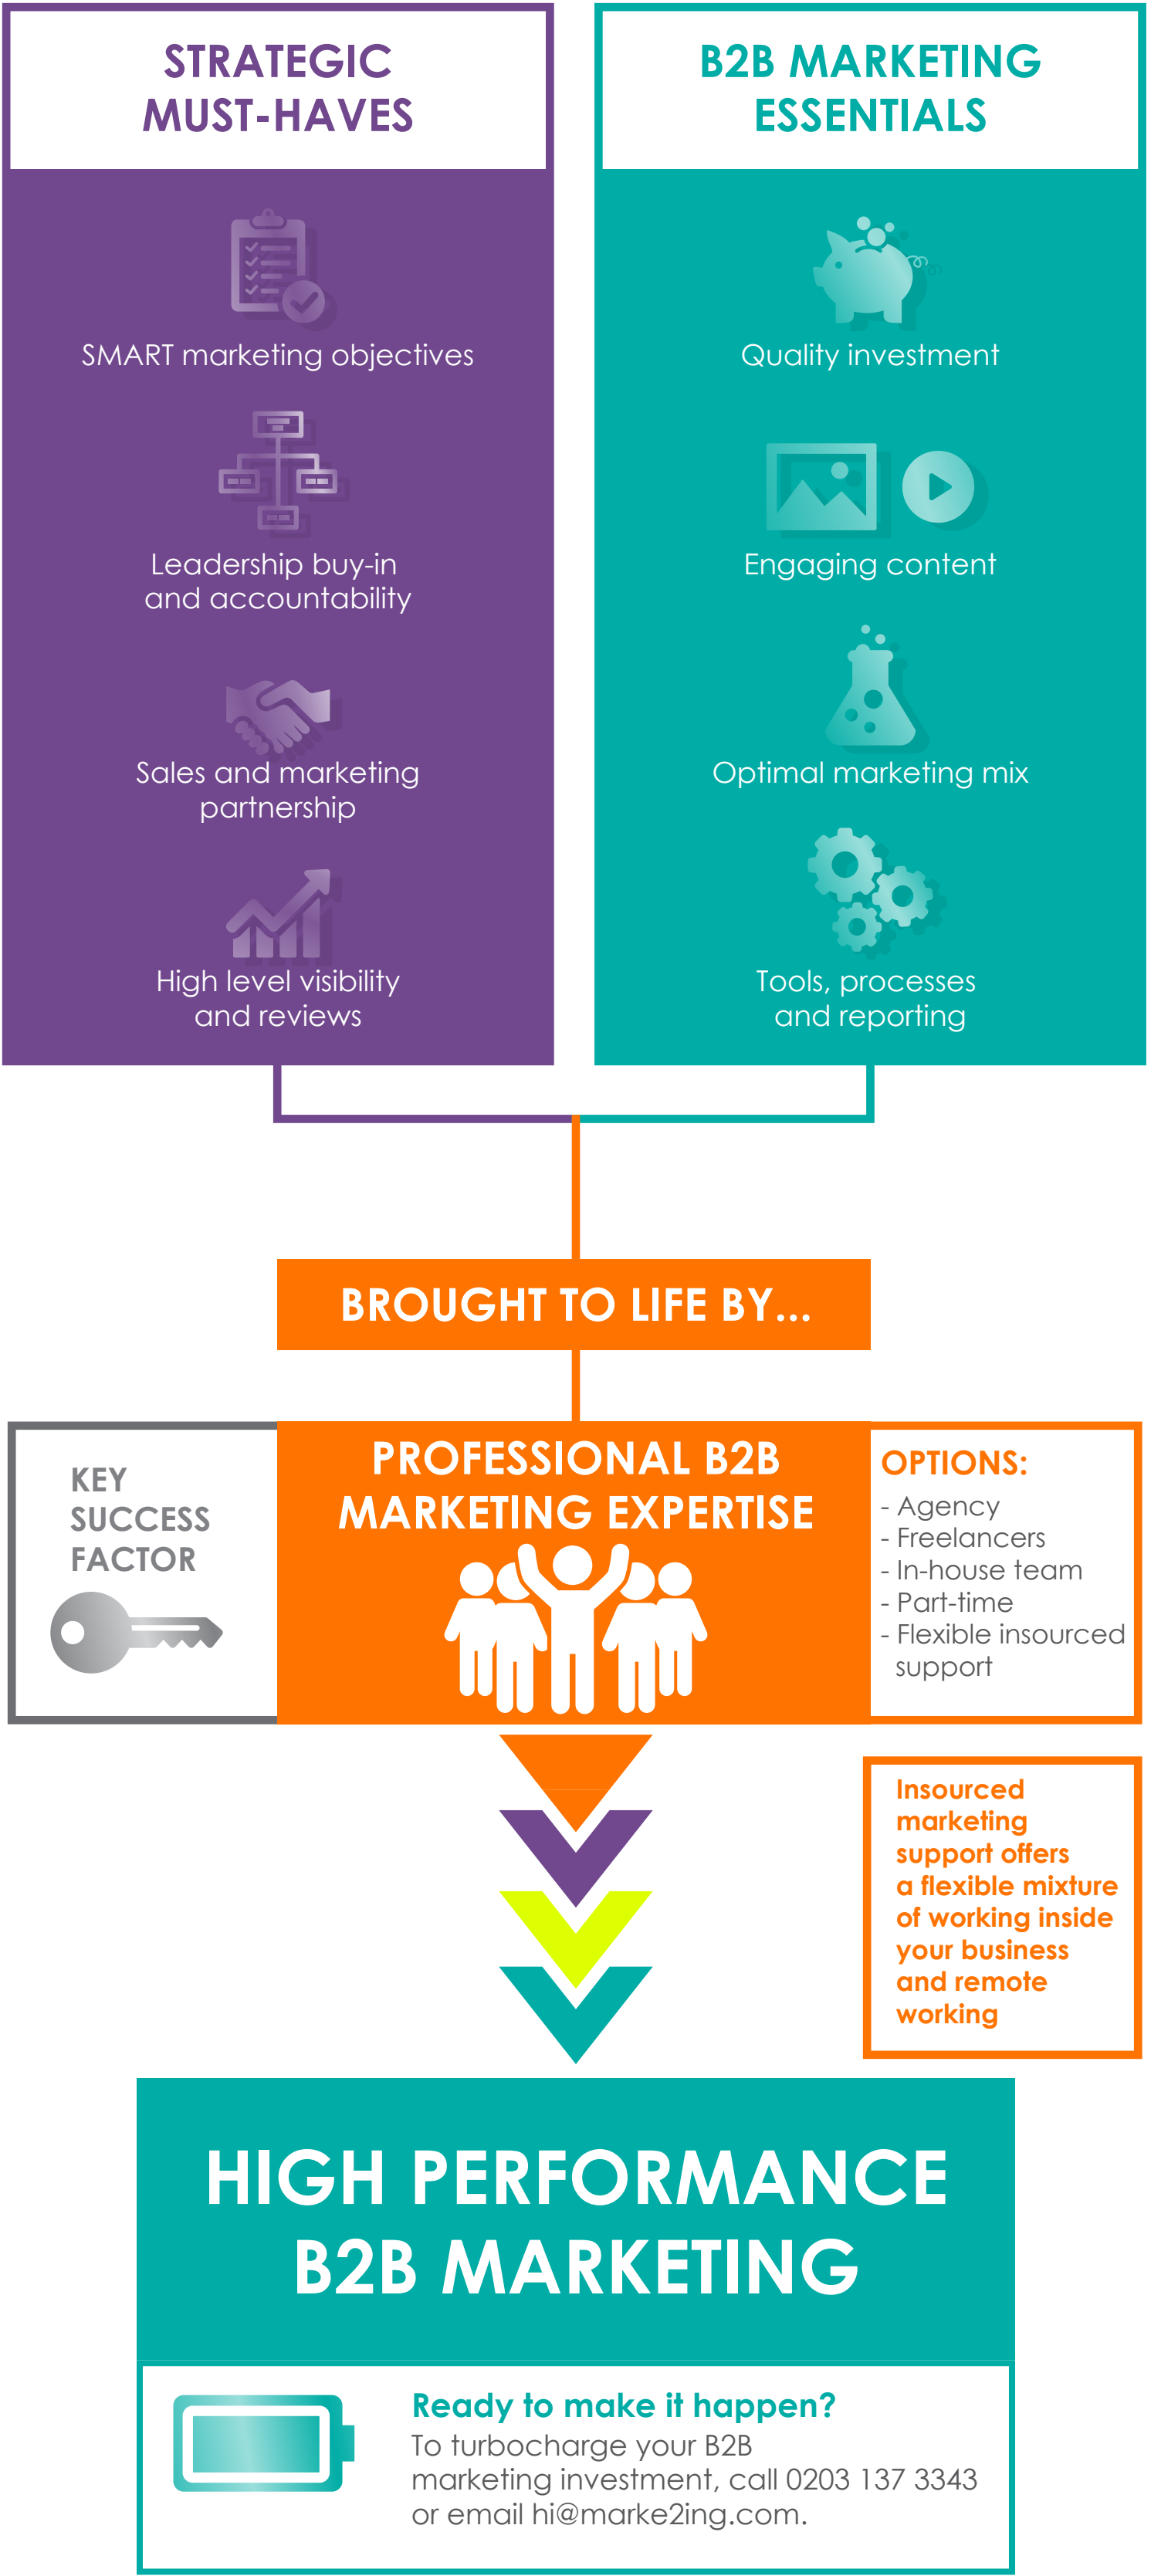 STRATEGIC
MUST-HAVES
SMART marketing objectives
Leadership buy-in
and accountability
Sales and marketing
partnership
High level visibility
and reviews
B2B MARKETING
ESSENTIALS
Quality investment
Engaging content
Optimal marketing mix
Tools, processes
and reporting
BROUGHT TO LIFE BY...
KEY
SUCCESS
FACTOR
PROFESSIONAL B2B
MARKETING EXPERTISE
OPTIONS:
- Agency
- Freelancers
- In-house team
- Part-time
- Flexible insourced
support
Insourced
marketing
support offers
a flexible mixture
of working inside
your business
and remote
working
HIGH PERFORMANCE
B2B MARKETING
Ready to make it happen?
To turbocharge your B2B
marketing investment, call 0203 137 3343
or email hi@marke2ing.com.